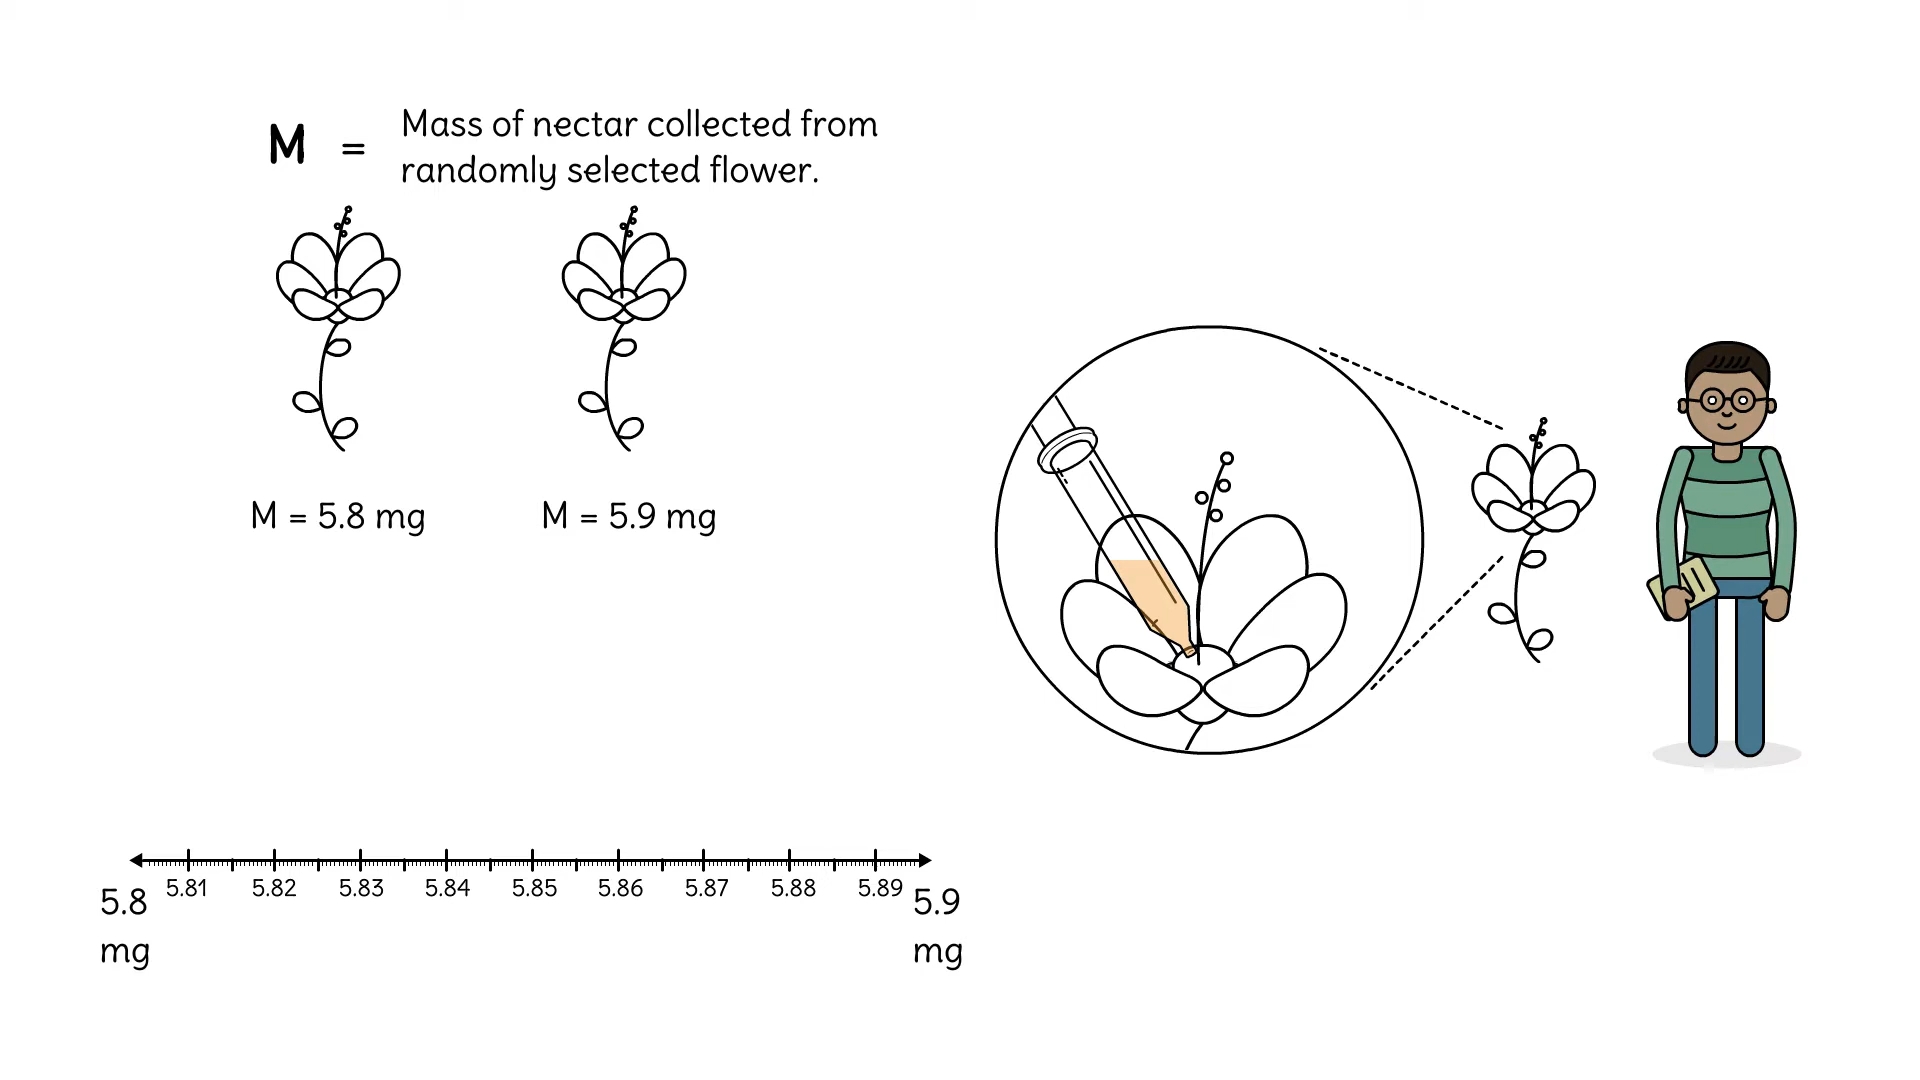 M = Mass of nectar collected from
randomly selected flower.
M = 5.8 mg
M = 5.9 mg
5.81 5.82 5.83 5.84 5.85 5.86 5.87 5.88 5.89
5.8 5.9
mg mg